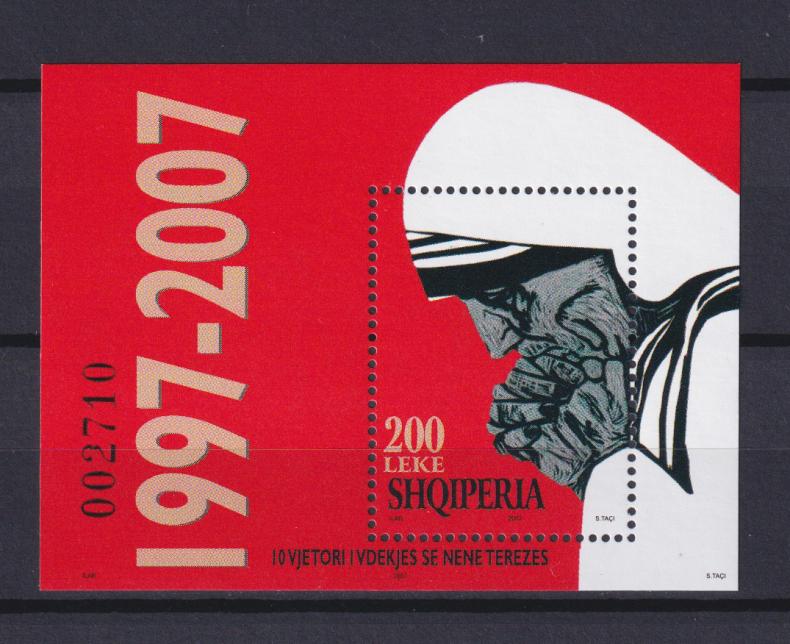 1997-2007
002710
200
LEKE
SHQIPERIA
2007
S.TAÇI
10 VJETORI I VDEKJES SE NENE TEREZES
2007
S.TAÇI